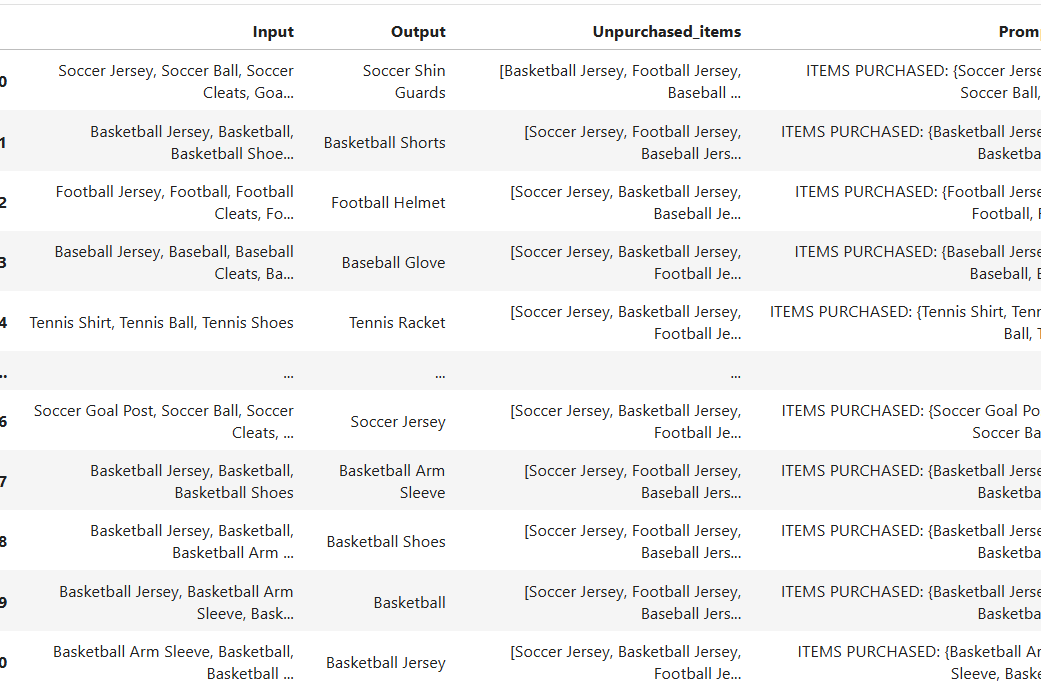 Input Output Unpurchased_items Prom
0
Soccer Jersey, Soccer Ball, Soccer
Cleats, Goa...
Soccer Shin
Guards
[Basketball Jersey, Football Jersey,
Baseball ...
ITEMS PURCHASED: {Soccer Jerse
Soccer Ball,
1
Basketball Jersey, Basketball,
Basketball Shoe...
Basketball Shorts
[Soccer Jersey, Football Jersey,
Baseball Jers...
ITEMS PURCHASED: {Basketball Jerse
Basketba
2
Football Jersey, Football, Football
Cleats, Fo...
Football Helmet
[Soccer Jersey, Basketball Jersey,
Baseball Je...
ITEMS PURCHASED: {Football Jerse
Football,
3
Baseball Jersey, Baseball, Baseball
Cleats, Ba...
Baseball Glove
[Soccer Jersey, Basketball Jersey,
Football Je...
ITEMS PURCHASED: {Baseball Jerse
Baseball,
4
Tennis Shirt, Tennis Ball, Tennis Shoes
Tennis Racket
[Soccer Jersey, Basketball Jersey,
Football Je...
ITEMS PURCHASED: {Tennis Shirt, Tenn
Ball,
.. ... ... ...
6
Soccer Goal Post, Soccer Ball, Soccer
Cleats, ...
Soccer Jersey
[Soccer Jersey, Basketball Jersey,
Football Je...
ITEMS PURCHASED: {Soccer Goal Po
Soccer Ba
7
Basketball Jersey, Basketball,
Basketball Shoes
Basketball Arm
Sleeve
[Soccer Jersey, Football Jersey,
Baseball Jers...
ITEMS PURCHASED: {Basketball Jerse
Basketba
8
Basketball Jersey, Basketball,
Basketball Arm ...
Basketball Shoes
[Soccer Jersey, Football Jersey,
Baseball Jers...
ITEMS PURCHASED: {Basketball Jerse
Basketba
9
Basketball Jersey, Basketball Arm
Sleeve, Bask...
Basketball
[Soccer Jersey, Football Jersey,
Baseball Jers...
ITEMS PURCHASED: {Basketball Jerse
Basketba
0
Basketball Arm Sleeve, Basketball,
Basketball ...
Basketball Jersey
[Soccer Jersey, Basketball Jersey,
Football Je...
ITEMS PURCHASED: {Basketball Ar
Sleeve, Baske